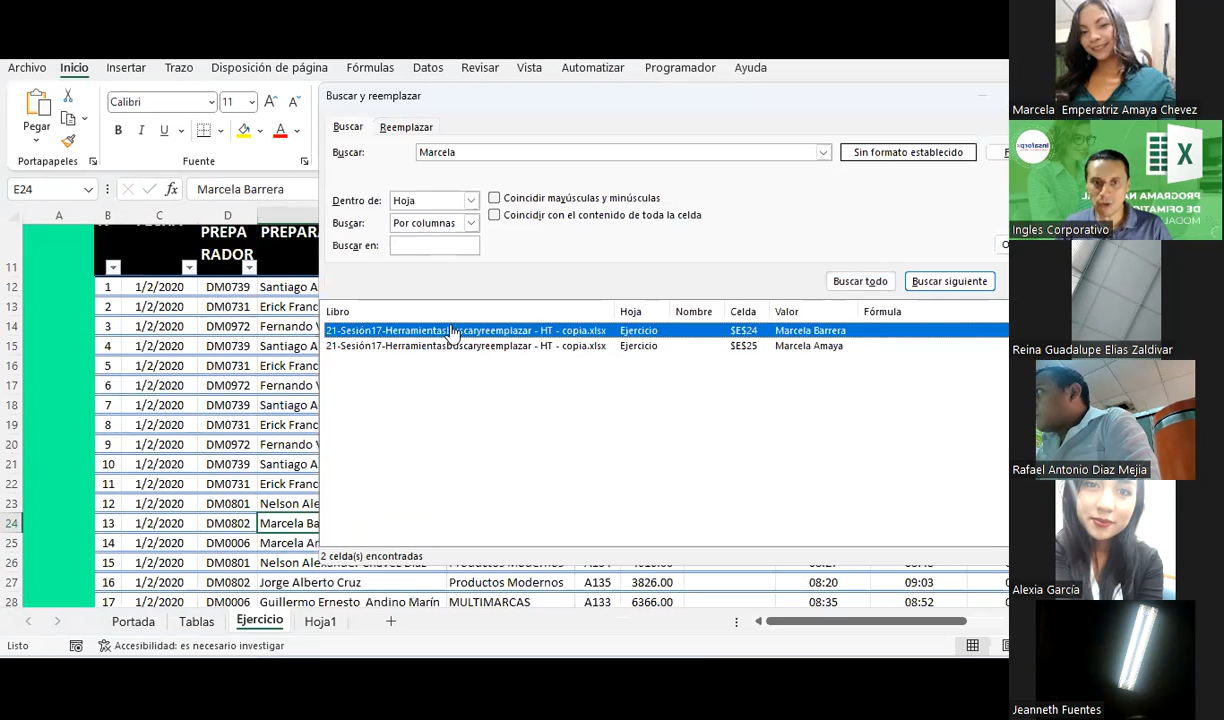 Archivo Inicio Insertar Trazo Disposición de página Fórmulas Datos Revisar Vista Automatizar Programador Ayuda
Pegar
Calibri 11
Portapapeles Fuente
E24 Marcela Barrera
Buscar y reemplazar
Buscar Reemplazar
Buscar: Marcela Sin formato establecido
Dentro de: Hoja Coincidir mayúsculas y minúsculas
Buscar: Por columnas Coincidir con el contenido de toda la celda
Buscar en:
Buscar todo Buscar siguiente
Libro Hoja Nombre Celda Valor Fórmula
21-Sesión17-Herramientasbuscaryreemplazar - HT - copia.xlsx Ejercicio $E$24 Marcela Barrera
21-Sesión17-Herramientasbuscaryreemplazar - HT - copia.xlsx Ejercicio $E$25 Marcela Amaya
2 celda(s) encontradas
A B C D
PREPA
RADOR
PREPARA
11
12 1 1/2/2020 DM0739 Santiago A
13 2 1/2/2020 DM0739 Erick Franc
14 3 1/2/2020 DM0972 Fernando V
15 4 1/2/2020 DM0739 Santiago A
16 5 1/2/2020 DM0739 Erick Franc
17 6 1/2/2020 DM0972 Fernando V
18 7 1/2/2020 DM0739 Santiago A
19 8 1/2/2020 DM0739 Erick Franc
20 9 1/2/2020 DM0972 Fernando V
21 10 1/2/2020 DM0739 Santiago A
22 11 1/2/2020 DM0739 Erick Franc
23 12 1/2/2020 DM0801 Nelson Ale
24 13 1/2/2020 DM0802 Marcela Ba
25 14 1/2/2020 DM0006 Marcela Am
26 15 1/2/2020 DM0801
27 16 1/2/2020 DM0802 Jorge Alberto Cruz Productos Modernos A135 3826.00 08:20 09:03
28 17 1/2/2020 DM0006 Guillermo Ernesto Andino Marín MULTIMARCAS A133 6366.00 08:35 08:52
Portada Tablas Ejercicio Hoja1
Listo Accesibilidad: es necesario investigar
Marcela Emperatriz Amaya Chevez
Insaforp
X
Ingles Corporativo
Reina Guadalupe Elias Zaldivar
Rafael Antonio Diaz Mejia
Alexia García
Jeanneth Fuentes